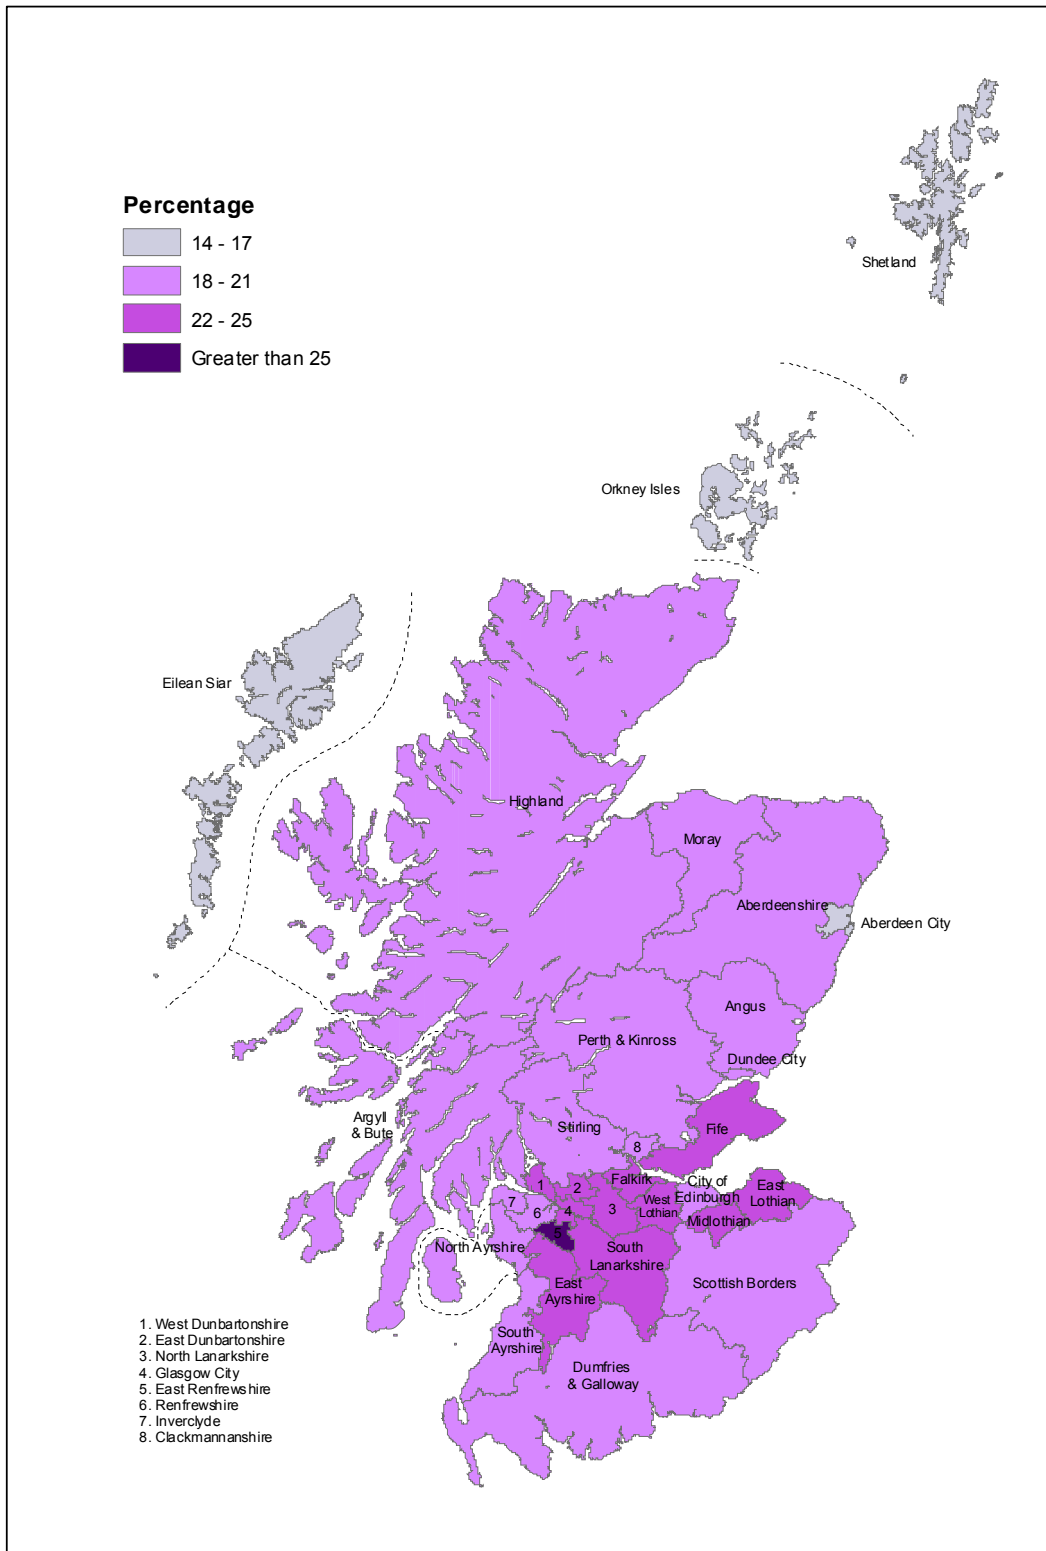 Percentage
14 - 17
18 - 21
22 - 25
Greater than 25
Shetland
Orkney Isles
Eilean Siar
Highland
Moray
Aberdeenshire
Aberdeen City
Angus
Perth & Kinross
Dundee City
Argyll
& Bute
Stirling
Fife
8
1
2
Falkirk
City of
Edinburgh
East
Lothian
7
6
4
3
West
Lothian
Midlothian
5
North Ayrshire
South
Lanarkshire
East
Ayrshire
Scottish Borders
South
Ayrshire
Dumfries
& Galloway
1. West Dunbartonshire
2. East Dunbartonshire
3. North Lanarkshire
4. Glasgow City
5. East Renfrewshire
6. Renfrewshire
7. Inverclyde
8. Clackmannanshire